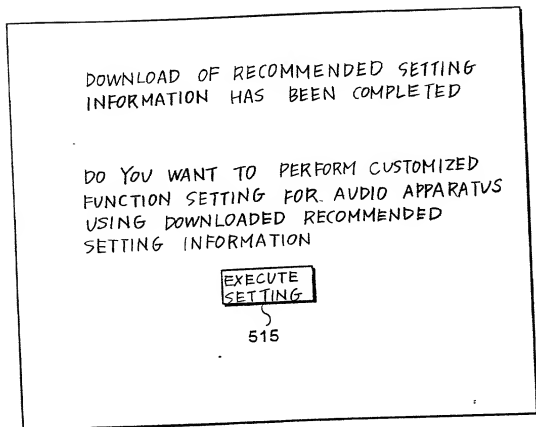 DOWNLOAD OF RECOMMENDED SETTING
INFORMATION HAS BEEN COMPLETED
DO YOU WANT TO PERFORM CUSTOMIZED
FUNCTION SETTING FOR AUDIO APPARATUS
USING DOWNLOADED RECOMMENDED
SETTING INFORMATION
EXECUTE
SETTING
515